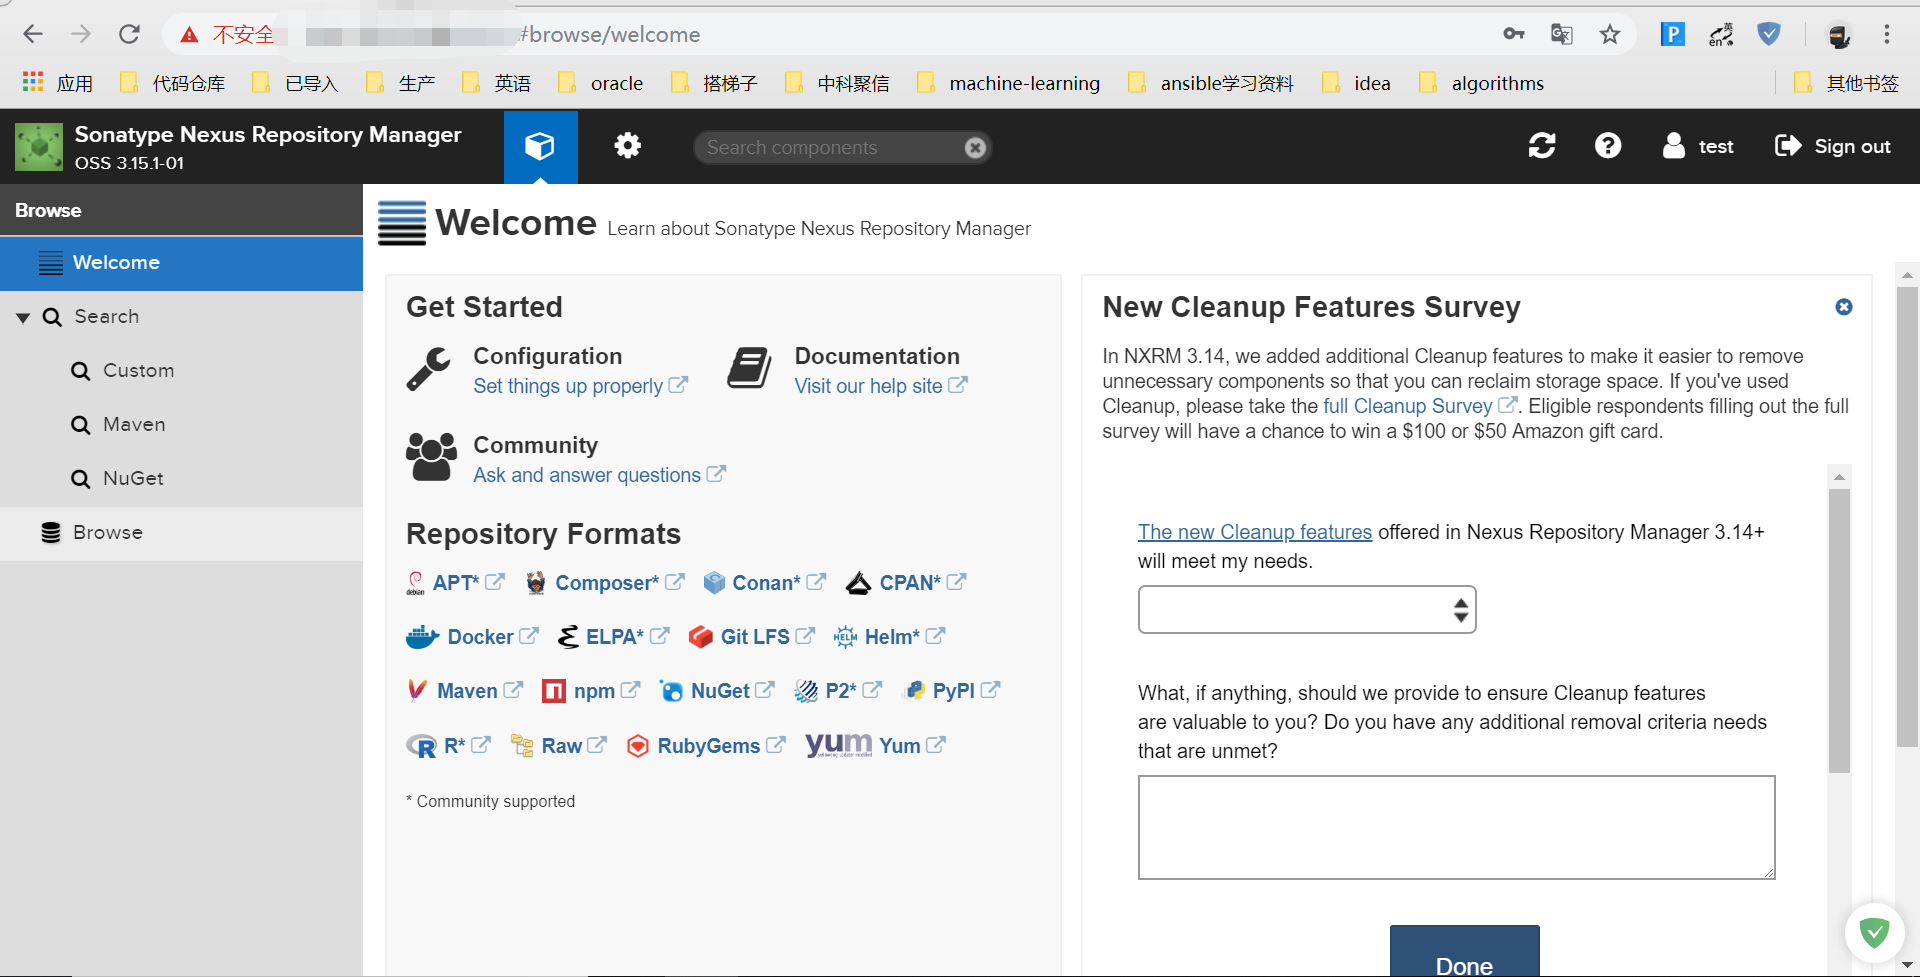 不安全 #browse/welcome
应用 代码仓库 已导入 生产 英语 oracle 搭梯子 中科聚信 machine-learning ansible学习资料 idea algorithms 其他书签
Sonatype Nexus Repository Manager
OSS 3.15.1-01
Search components
test
Sign out
Browse
Welcome
Search
Custom
Maven
NuGet
Browse
Welcome Learn about Sonatype Nexus Repository Manager
Get Started
Configuration
Set things up properly
Documentation
Visit our help site
Community
Ask and answer questions
Repository Formats
debian APT* Composer* Conan* CPAN*
Docker ELPA* Git LFS HELM Helm*
Maven npm NuGet P2* PyPI
R* Raw RubyGems yum Yum
* Community supported
New Cleanup Features Survey
In NXRM 3.14, we added additional Cleanup features to make it easier to remove
unnecessary components so that you can reclaim storage space. If you've used
Cleanup, please take the full Cleanup Survey. Eligible respondents filling out the full
survey will have a chance to win a $100 or $50 Amazon gift card.
The new Cleanup features offered in Nexus Repository Manager 3.14+
will meet my needs.
What, if anything, should we provide to ensure Cleanup features
are valuable to you? Do you have any additional removal criteria needs
that are unmet?
Done